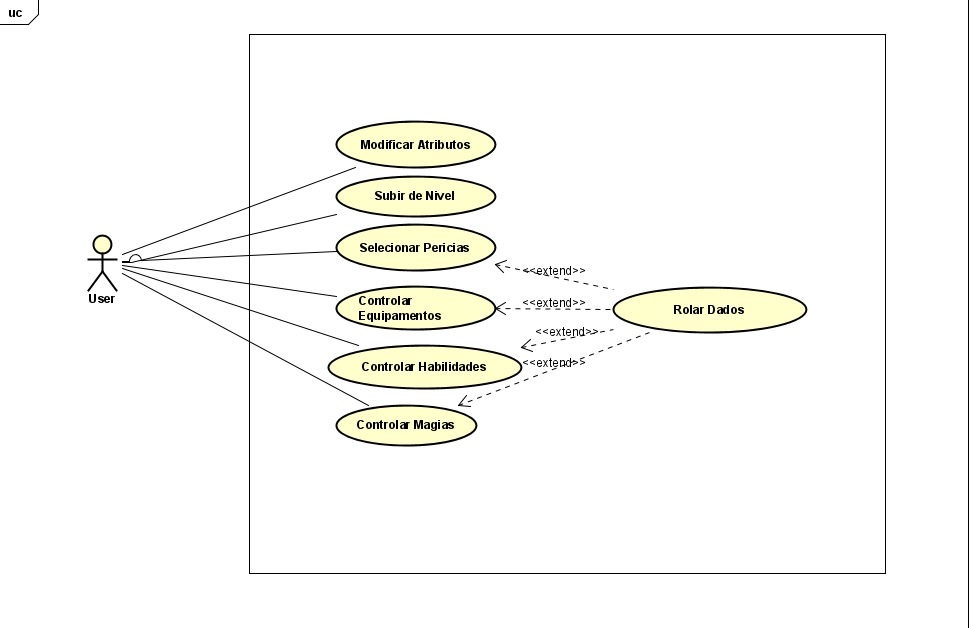 uc
Modificar Atributos
Subir de Nivel
Selecionar Pericias
<<extend>>
User
Controlar
Equipamentos
<<extend>>
Rolar Dados
<<extend>>
Controlar Habilidades
<<extend>>
Controlar Magias